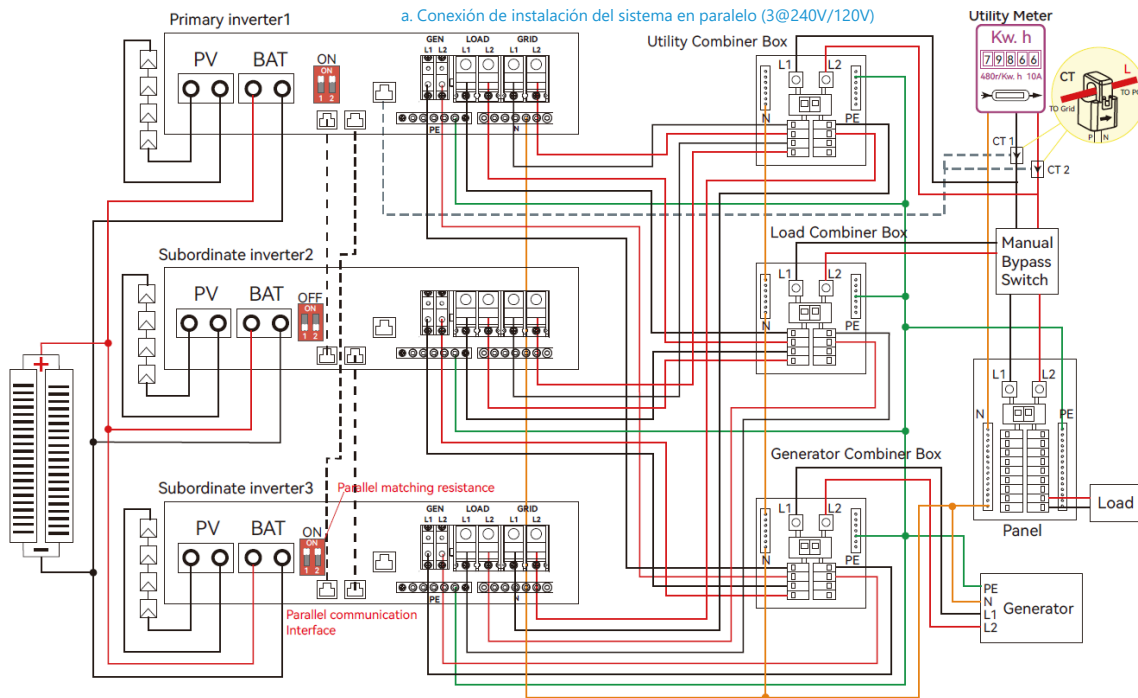 a. Conexión de instalación del sistema en paralelo (3@240V/120V)
Primary inverter1
PV
BAT
ON
1 2
GEN
LOAD
GRID
L1 L2
L1
L2
L1
L2
PE
N
Utility Combiner Box
L1
L2
N
PE
Utility Meter
Kw. h
79866
480r/Kw. h 10A
CT
L
TO Grid
TO PC
P N
CT 1
CT 2
Subordinate inverter2
PV
BAT
OFF
ON
1 2
Load Combiner Box
L1
L2
N
PE
Manual
Bypass
Switch
L1
L2
N
PE
Panel
Load
Subordinate inverter3
Parallel matching resistance
PV
BAT
ON
ON
1 2
GEN
LOAD
GRID
L1 L2
L1
L2
L1
L2
PE
N
Parallel communication
Interface
Generator Combiner Box
L1
L2
N
PE
PE
N
L1
L2
Generator